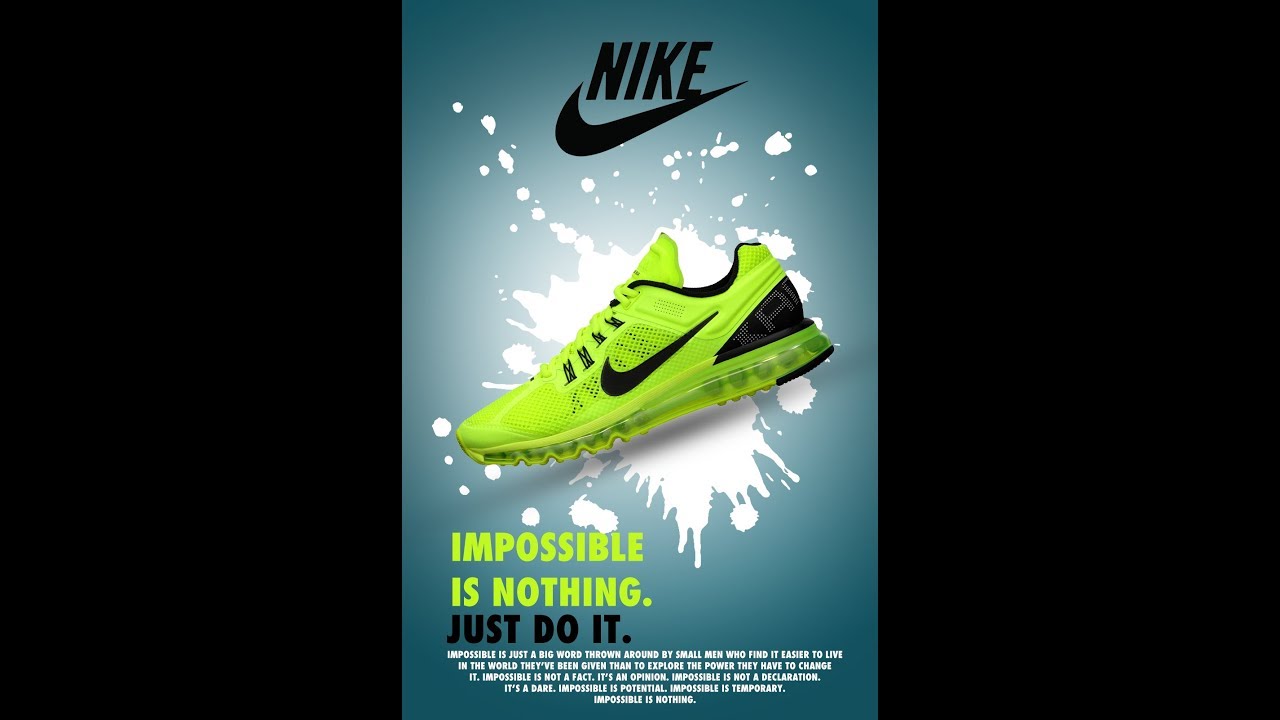 NIKE
IMPOSSIBLE
IS NOTHING.
JUST DO IT.
IMPOSSIBLE IS JUST A BIG WORD THROWN AROUND BY SMALL MEN WHO FIND IT EASIER TO LIVE
IN THE WORLD THEY'VE BEEN GIVEN THAN TO EXPLORE THE POWER THEY HAVE TO CHANGE
IT. IMPOSSIBLE IS NOT A FACT. IT'S AN OPINION. IMPOSSIBLE IS NOT A DECLARATION.
IT'S A DARE. IMPOSSIBLE IS POTENTIAL. IMPOSSIBLE IS TEMPORARY.
IMPOSSIBLE IS NOTHING.